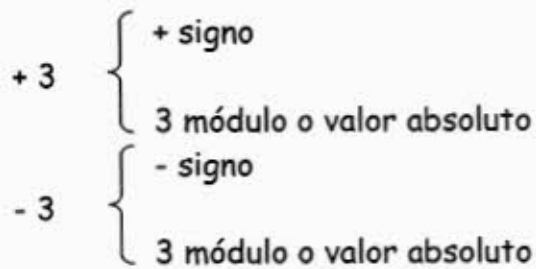 + signo
+ 3
3 módulo o valor absoluto
- signo
- 3
3 módulo o valor absoluto